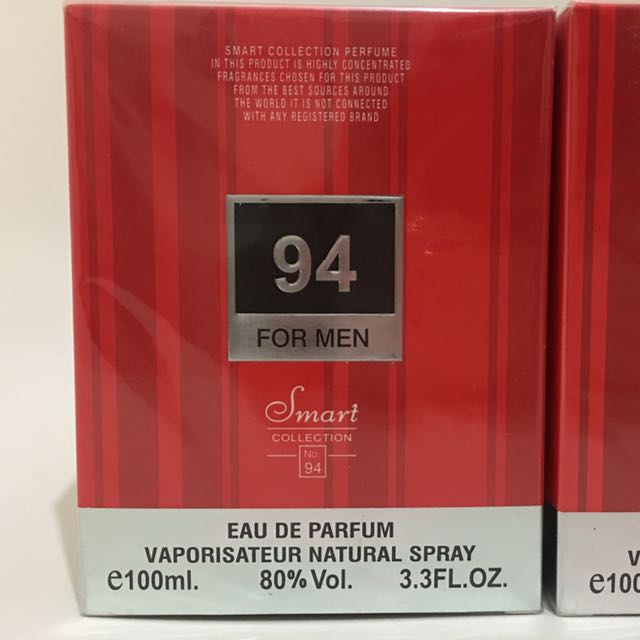 SMART COLLECTION PERFUME
IN THIS PRODUCT IS HIGHLY CONCENTRATED
FRAGRANCES CHOSEN FOR THIS PRODUCT
FROM THE BEST SOURCES AROUND
THE WORLD IT IS NOT CONNECTED
WITH ANY REGISTERED BRAND
94
FOR MEN
Smart
COLLECTION
No.
94
EAU DE PARFUM
VAPORISATEUR NATURAL SPRAY
e100ml. 80% Vol. 3.3FL.OZ.
V
e100